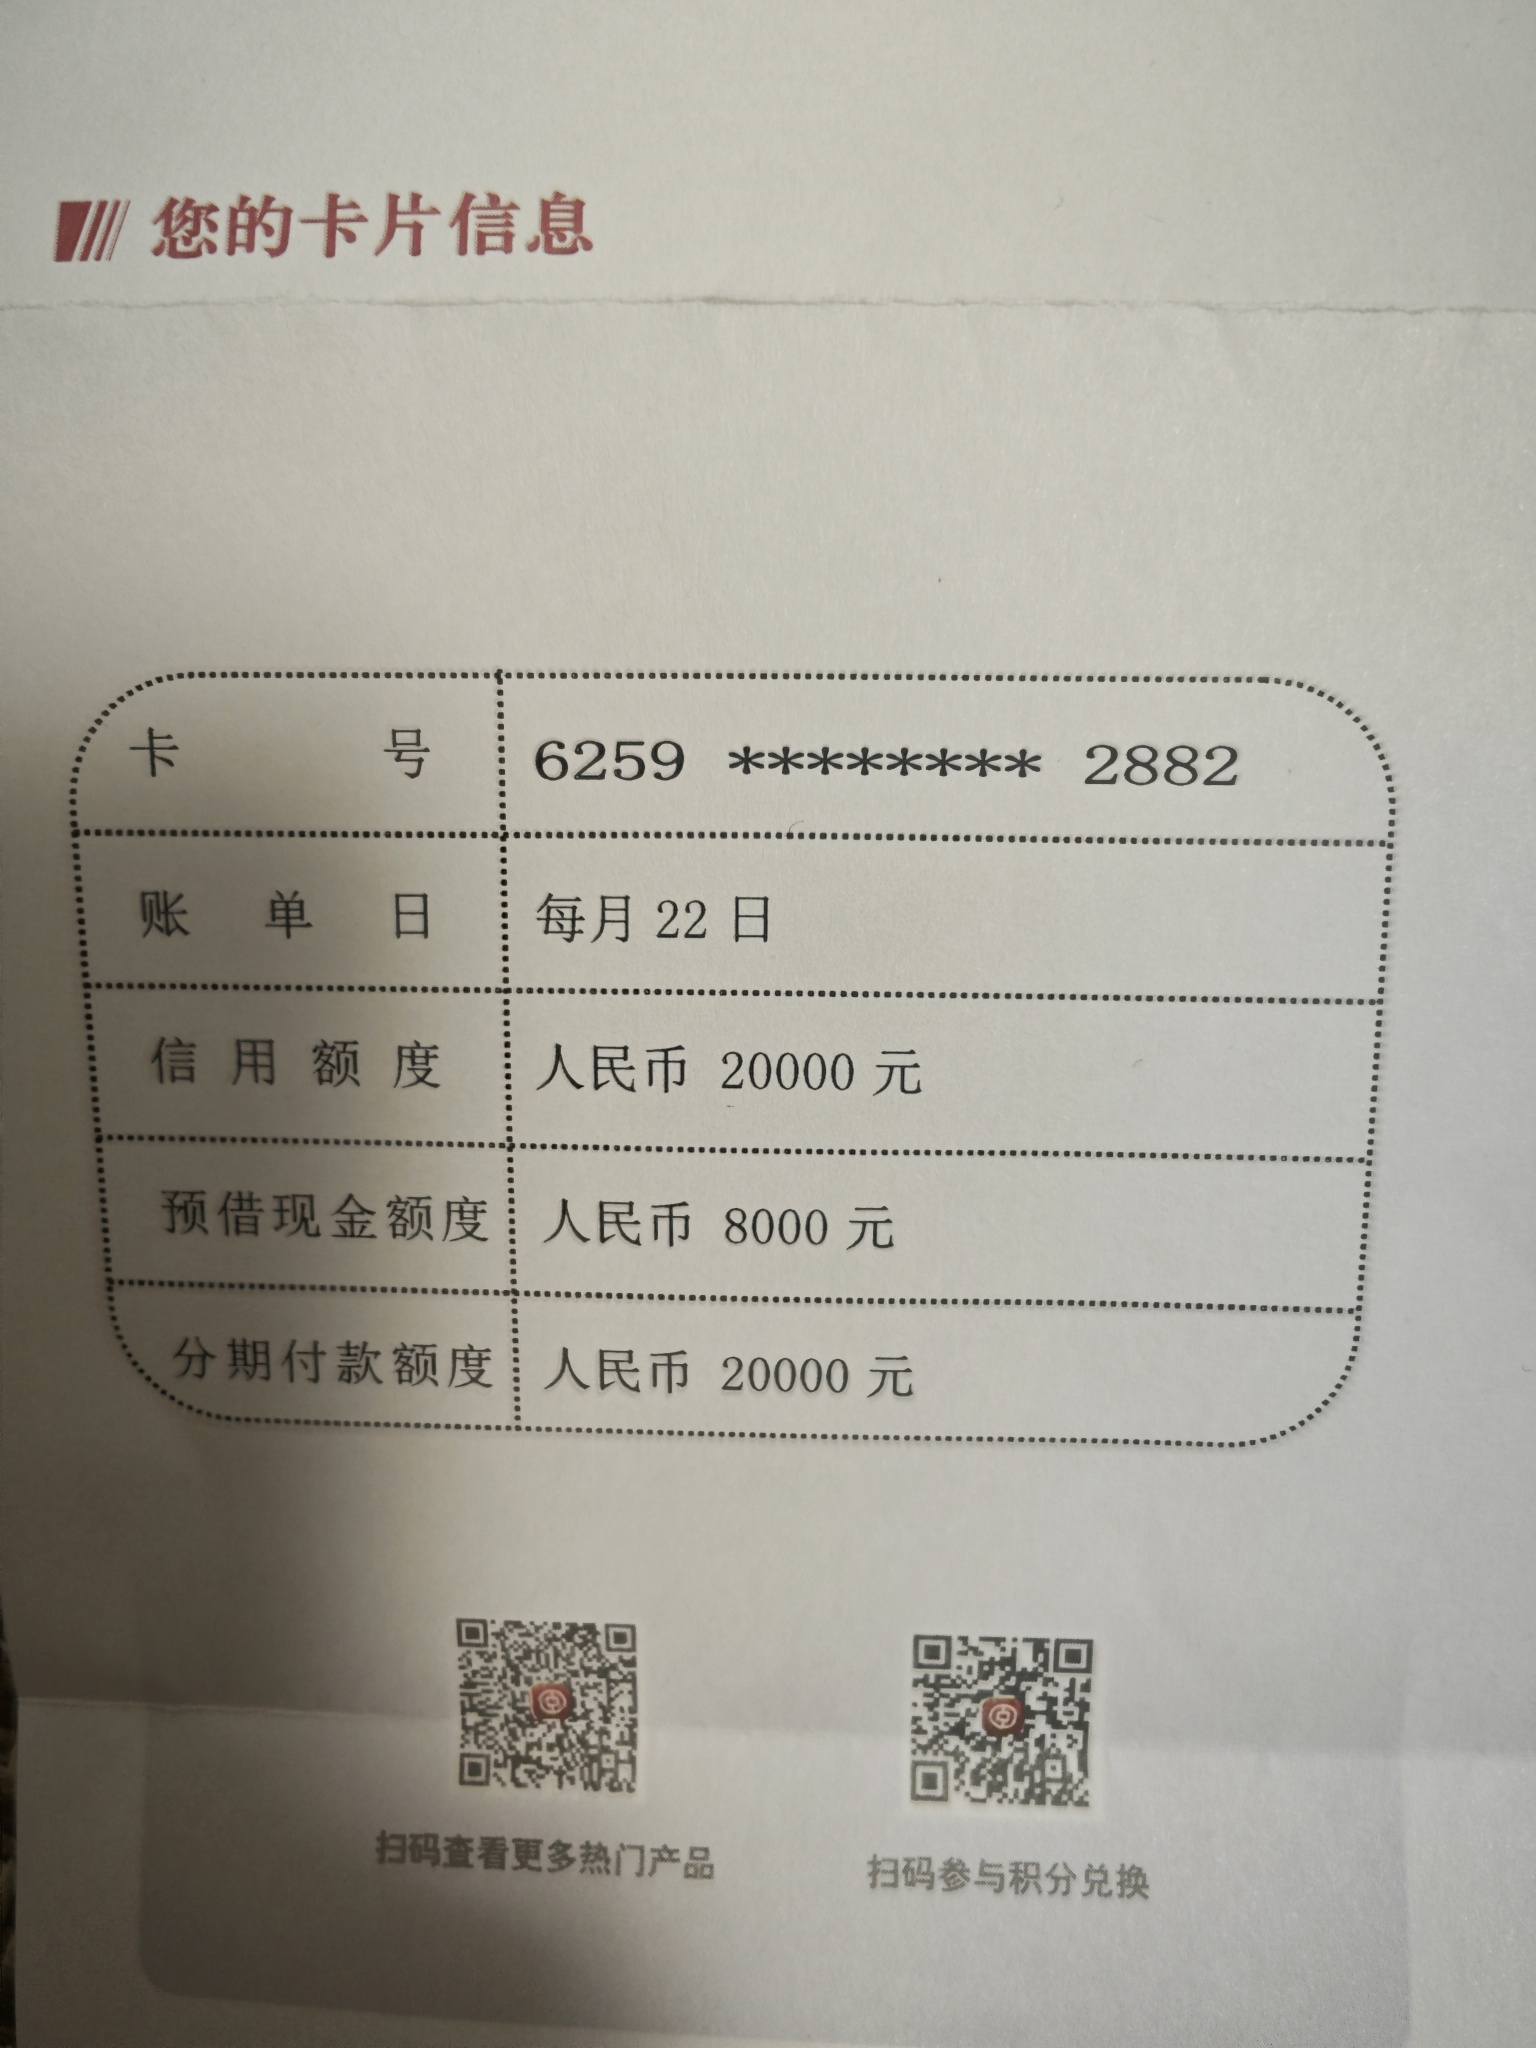 您的卡片信息
卡号 6259 ******** 2882
账单日 每月 22 日
信用额度 人民币 20000 元
预借现金额度 人民币 8000 元
分期付款额度 人民币 20000 元
扫码查看更多热门产品 扫码参与积分兑换